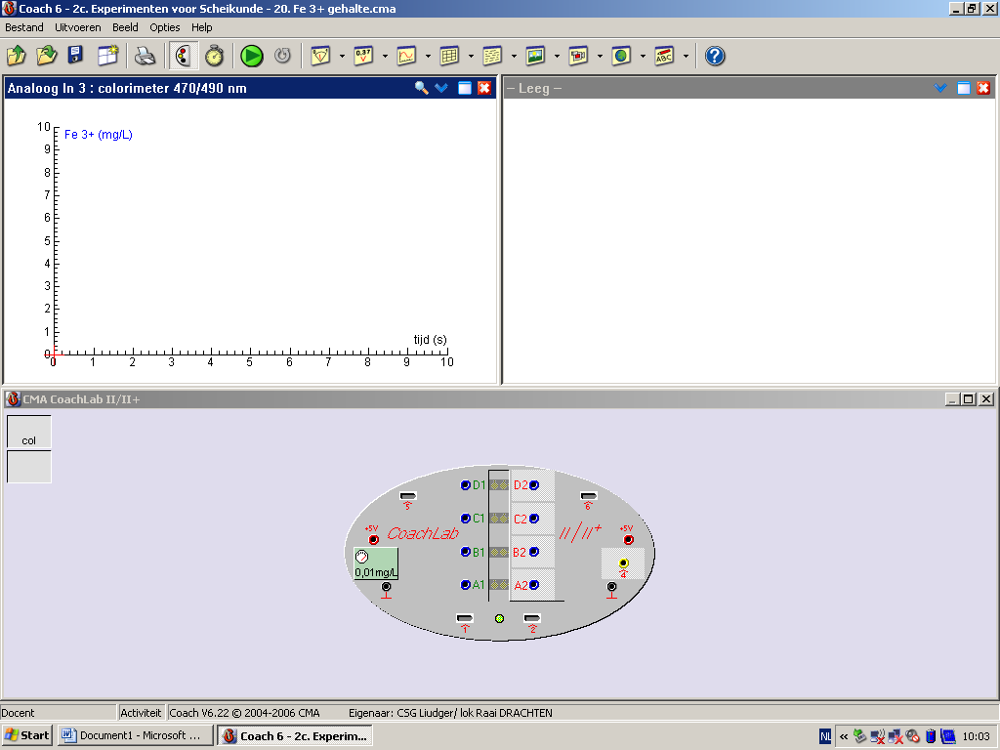 Coach 6 - 2c. Experimenten voor Scheikunde - 20. Fe 3+ gehalte.cma
Bestand Uitvoeren Beeld Opties Help
0,37
ABC
Analoog In 3 : colorimeter 470/490 nm
10
Fe 3+ (mg/L)
9
8
7
6
5
4
3
2
1
0
tijd (s)
0 1 2 3 4 5 6 7 8 9 10
– Leeg –
CMA CoachLab II/II+
col
D1 D2
5 6
C1 C2
+5V CoachLab II/II+ +5V
B1 B2
0,01mg/L
4
A1 A2
1 2
Docent
Activiteit
Coach V6.22 © 2004-2006 CMA
Eigenaar: CSG Liudger/ lok Raai DRACHTEN
Start
Document1 - Microsoft ...
Coach 6 - 2c. Experim...
NL
«
10:03